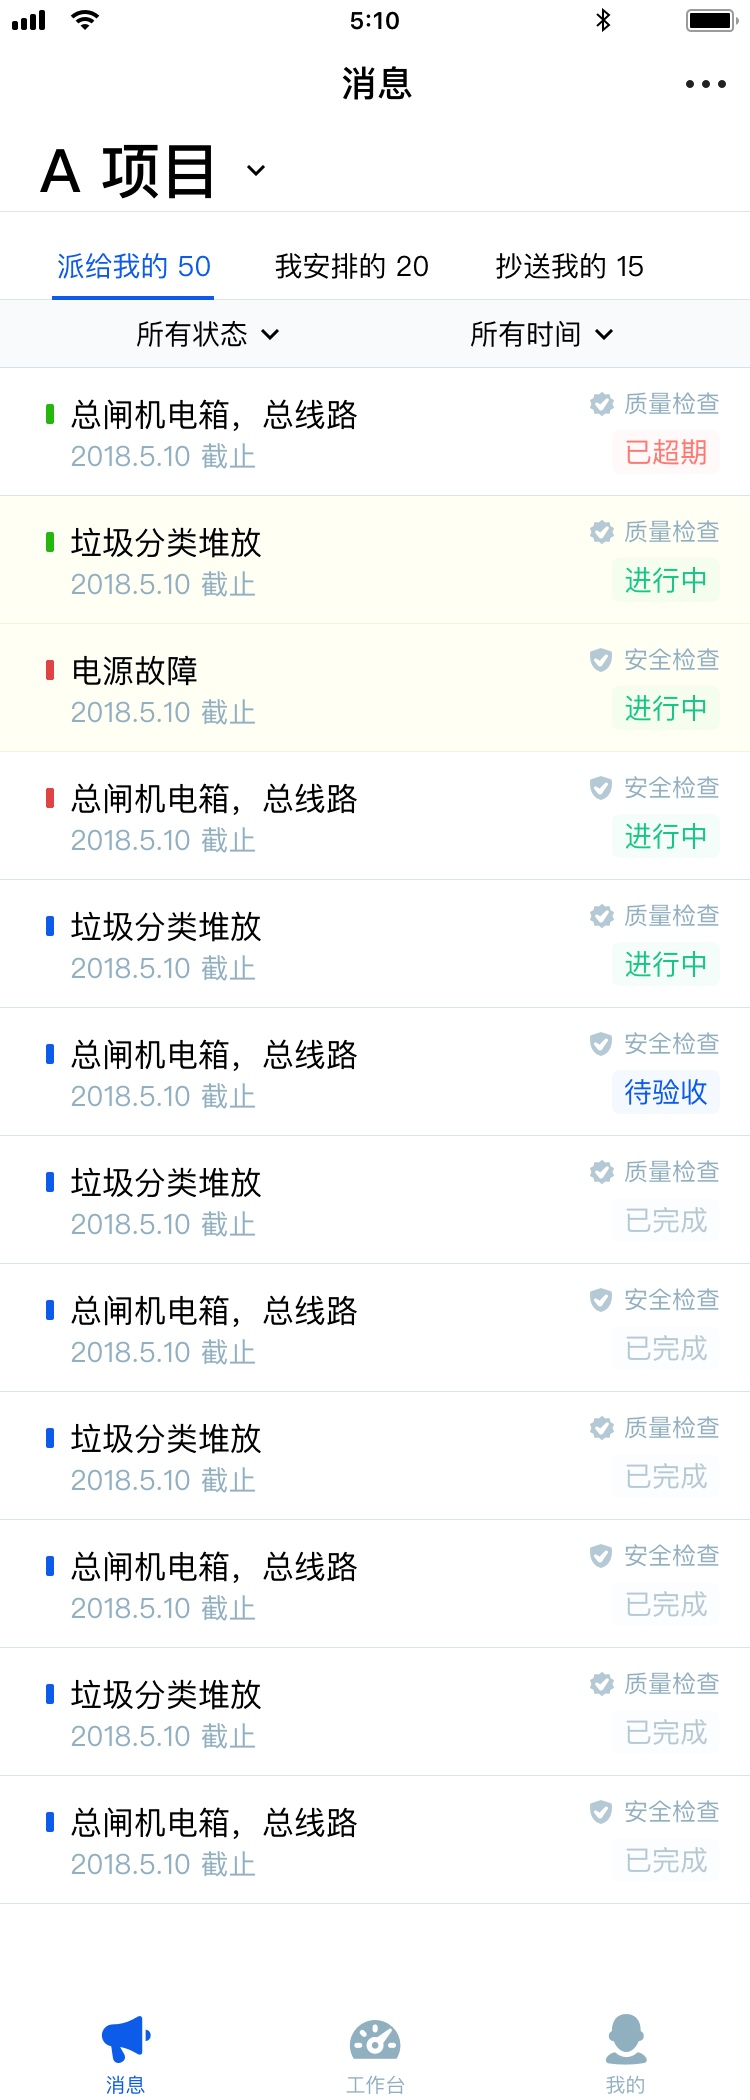 5:10
消息
A 项目
派给我的 50 我安排的 20 抄送我的 15
所有状态 所有时间
总闸机电箱，总线路 质量检查
2018.5.10 截止 已超期
垃圾分类堆放 质量检查
2018.5.10 截止 进行中
电源故障 安全检查
2018.5.10 截止 进行中
总闸机电箱，总线路 安全检查
2018.5.10 截止 进行中
垃圾分类堆放 质量检查
2018.5.10 截止 进行中
总闸机电箱，总线路 安全检查
2018.5.10 截止 待验收
垃圾分类堆放 质量检查
2018.5.10 截止 已完成
总闸机电箱，总线路 安全检查
2018.5.10 截止 已完成
垃圾分类堆放 质量检查
2018.5.10 截止 已完成
总闸机电箱，总线路 安全检查
2018.5.10 截止 已完成
垃圾分类堆放 质量检查
2018.5.10 截止 已完成
总闸机电箱，总线路 安全检查
2018.5.10 截止 已完成
消息 工作台 我的